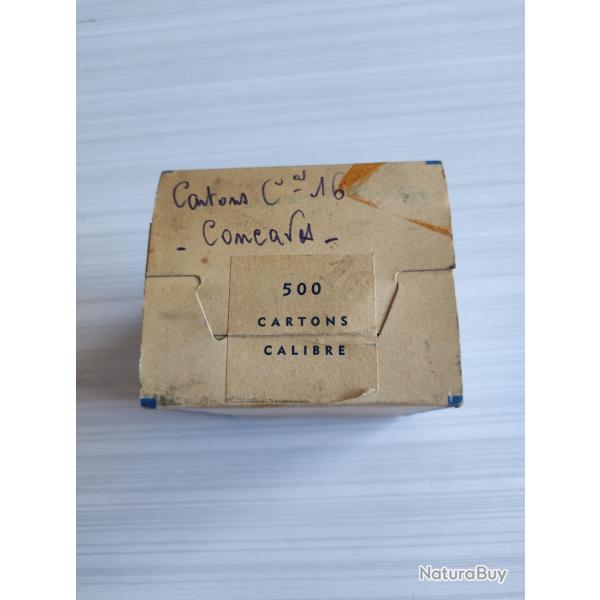 Cartons Cal 16
- Concaves -
500
CARTONS
CALIBRE
NaturaBuy